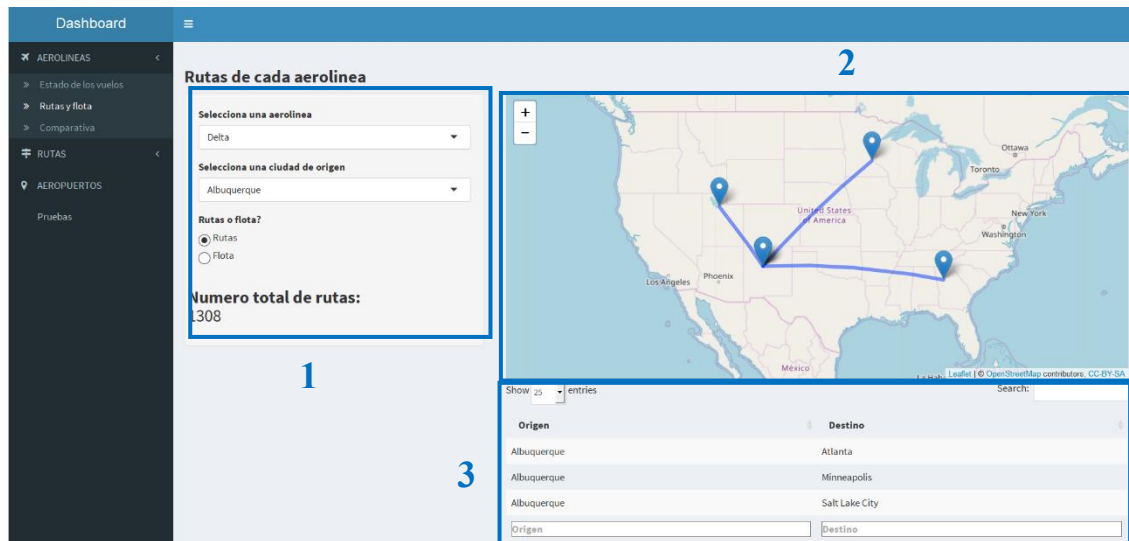 Dashboard
AEROLINEAS
Estado de los vuelos
Rutas y flota
Comparativa
RUTAS
AEROPUERTOS
Pruebas
Rutas de cada aerolinea
Selecciona una aerolinea
Delta
Selecciona una ciudad de origen
Albuquerque
Rutas o flota?
Rutas
Flota
Numero total de rutas:
1308
1
2
+
−
Ottawa
Toronto
United States
of America
New York
Washington
Los Angeles
Phoenix
México
Leaflet | © OpenStreetMap contributors, CC-BY-SA
3
Show 25 entries
Search:
Origen Destino
Albuquerque Atlanta
Albuquerque Minneapolis
Albuquerque Salt Lake City
Origen Destino